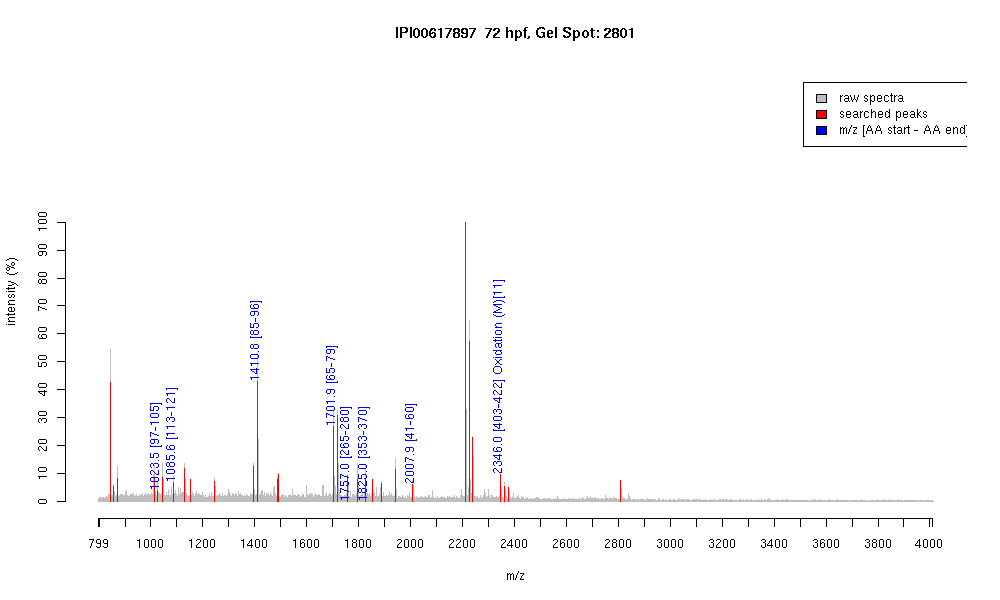 IPI00617897 72 hpf, Gel Spot: 2801
raw spectra
searched peaks
m/z [AA start - AA end]
intensity (%)
100
90
80
70
60
50
40
30
20
10
0
1023.5 [97-105]
1085.6 [113-121]
1410.8 [85-96]
1701.9 [65-79]
1757.0 [265-280]
1825.0 [353-370]
2007.9 [41-60]
2346.0 [403-422] Oxidation (M)[11]
799 1000 1200 1400 1600 1800 2000 2200 2400 2600 2800 3000 3200 3400 3600 3800 4000
m/z